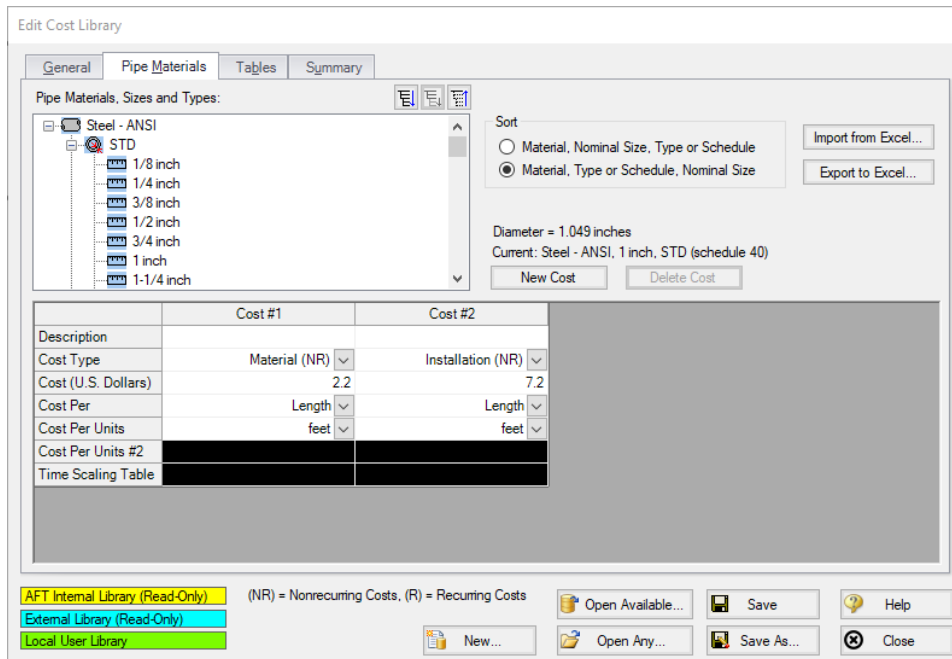 Edit Cost Library
General Pipe Materials Tables Summary
Pipe Materials, Sizes and Types:
Steel - ANSI
STD
1/8 inch
1/4 inch
3/8 inch
1/2 inch
3/4 inch
1 inch
1-1/4 inch
Sort
Material, Nominal Size, Type or Schedule
Material, Type or Schedule, Nominal Size
Import from Excel...
Export to Excel...
Diameter = 1.049 inches
Current: Steel - ANSI, 1 inch, STD (schedule 40)
New Cost Delete Cost
Cost #1 Cost #2
Description
Cost Type Material (NR) Installation (NR)
Cost (U.S. Dollars) 2.2 7.2
Cost Per Length Length
Cost Per Units feet feet
Cost Per Units #2
Time Scaling Table
AFT Internal Library (Read-Only)
External Library (Read-Only)
Local User Library
(NR) = Nonrecurring Costs, (R) = Recurring Costs
Open Available... Save Help
New... Open Any... Save As... Close